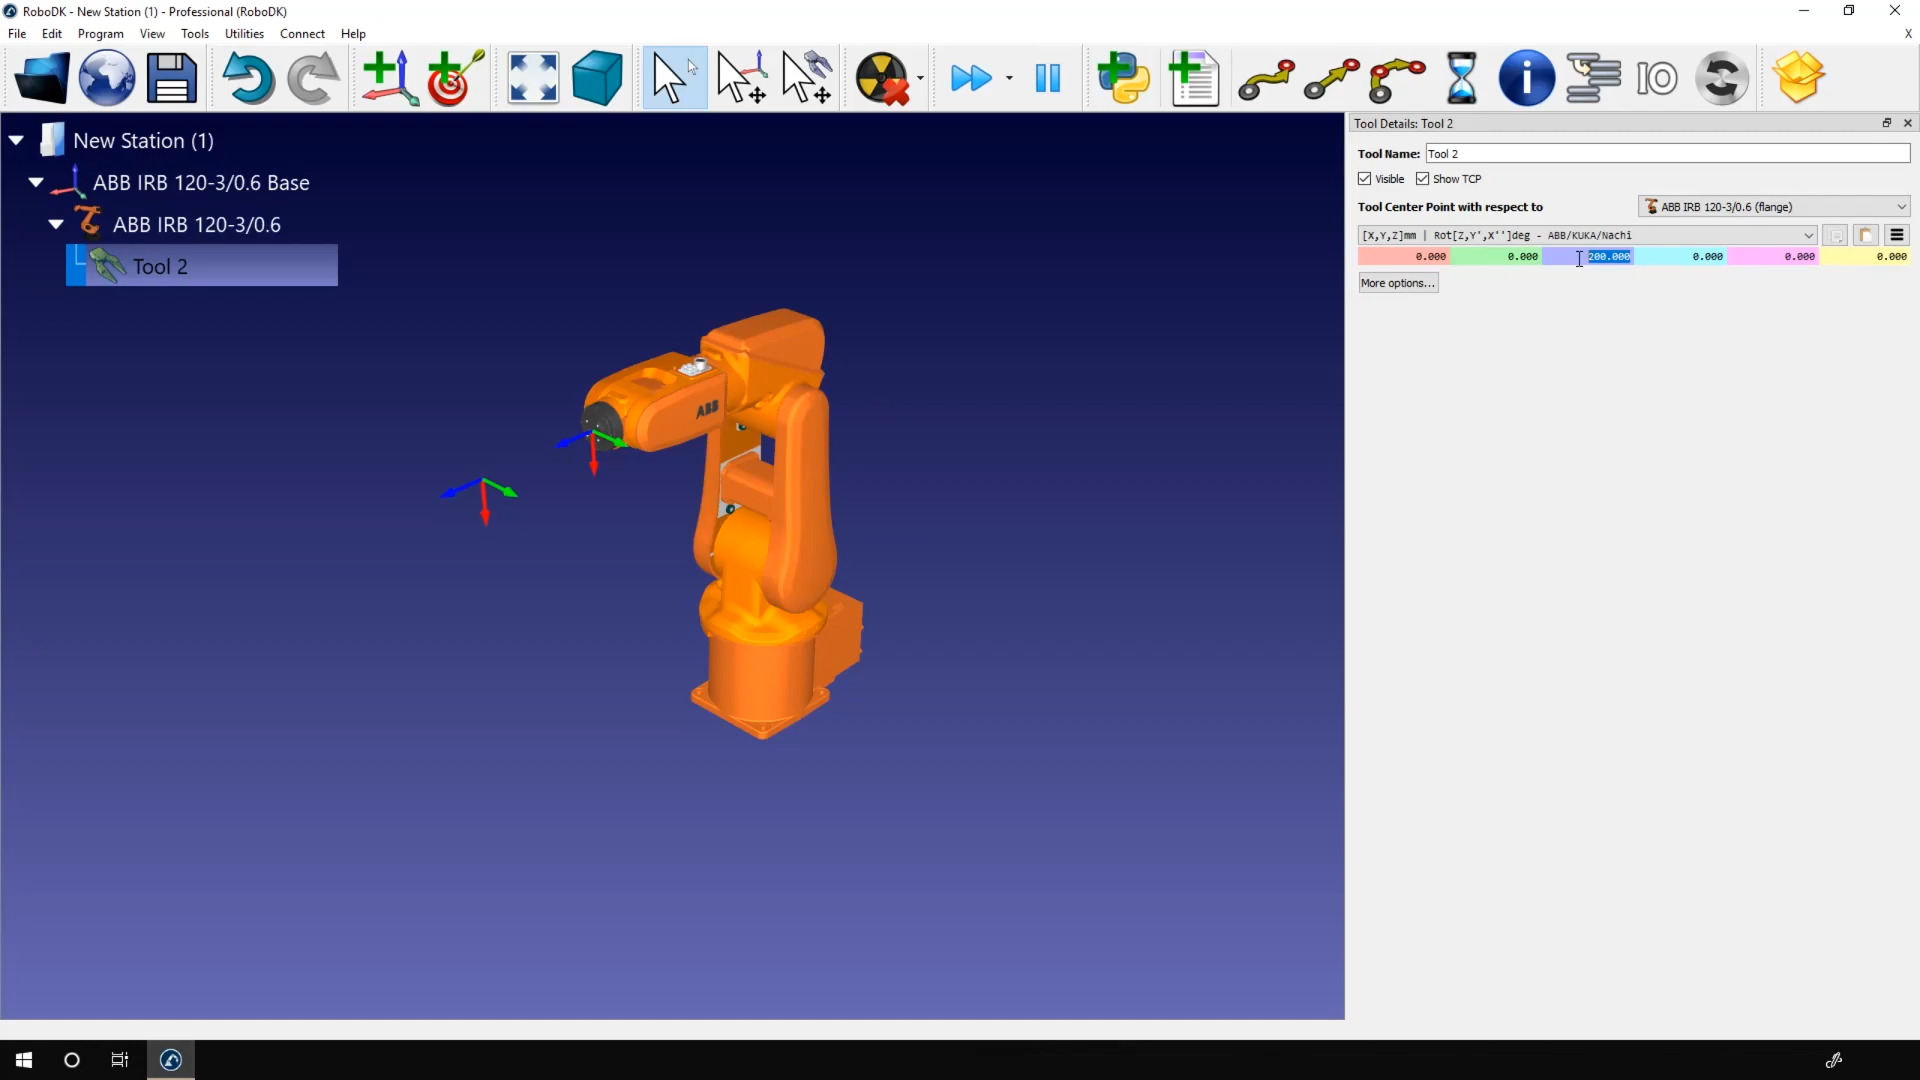 RoboDK - New Station (1) - Professional (RoboDK)
File Edit Program View Tools Utilities Connect Help X
IO
New Station (1)
ABB IRB 120-3/0.6 Base
ABB IRB 120-3/0.6
Tool 2
ABB
Tool Details: Tool 2
Tool Name: Tool 2
Visible Show TCP
Tool Center Point with respect to ABB IRB 120-3/0.6 (flange)
[X,Y,Z]mm | Rot[Z,Y',X'']deg - ABB/KUKA/Nachi
0.000 0.000 200.000 0.000 0.000 0.000
More options...